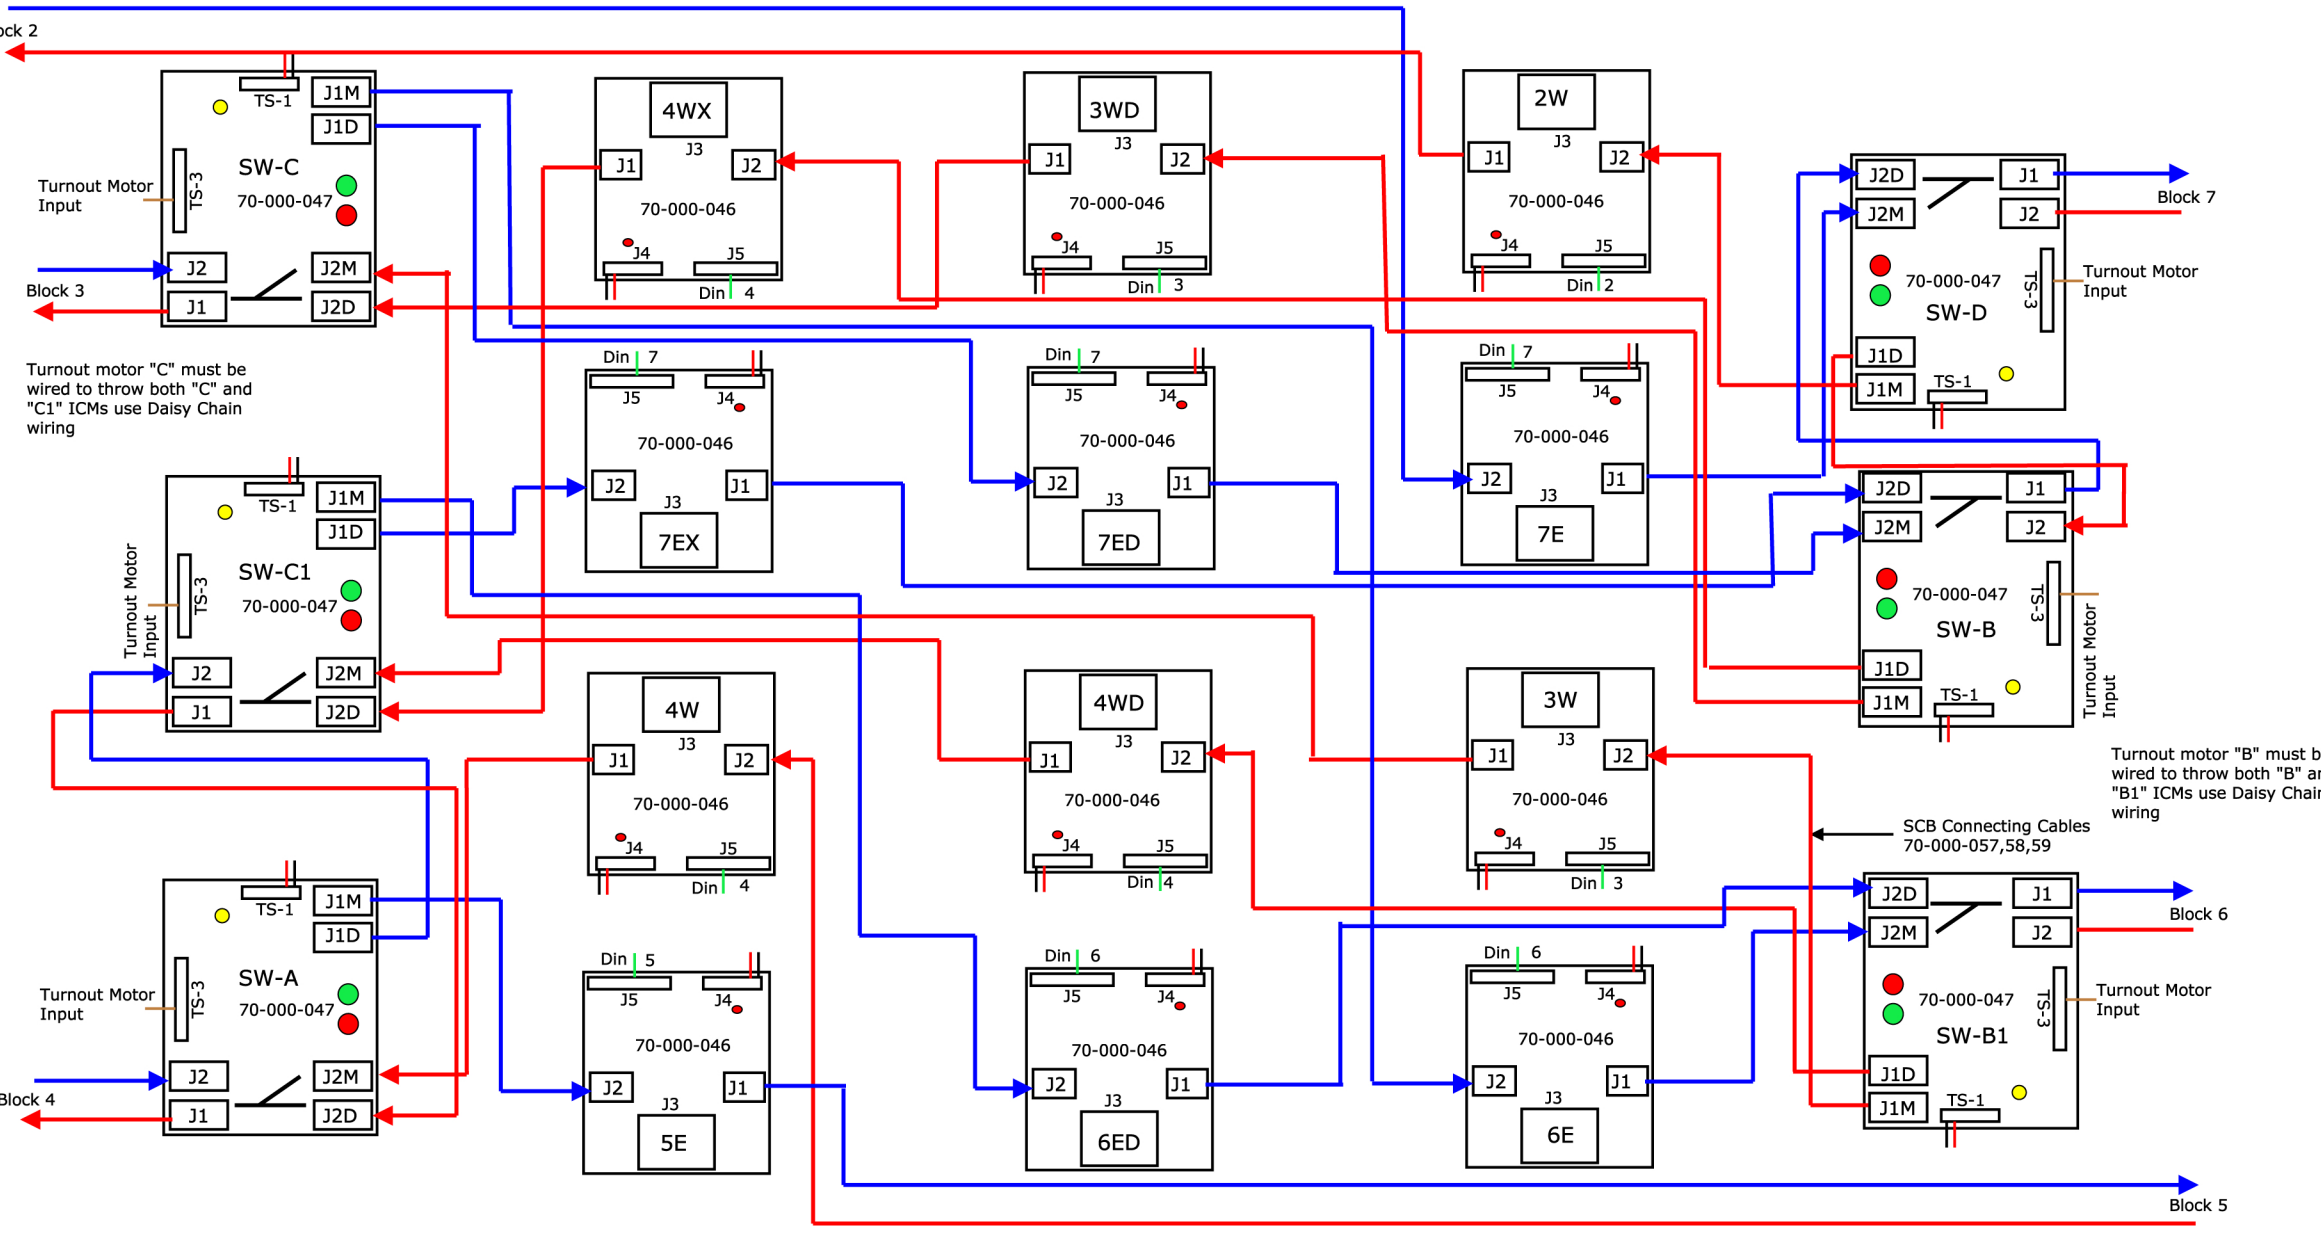 ock 2
TS-1
J1M
J1D
SW-C
70-000-047
TS-3
Turnout Motor
Input
J2
J1
J2M
J2D
Block 3
4WX
J3
J1
J2
70-000-046
J4
J5
Din 4
3WD
J3
J1
J2
70-000-046
J4
J5
Din 3
2W
J3
J1
J2
70-000-046
J4
J5
Din 2
J2D
J1
J2M
J2
Block 7
70-000-047
SW-D
TS-3
Turnout Motor
Input
J1D
J1M
TS-1
Turnout motor "C" must be
wired to throw both "C" and
"C1" ICMs use Daisy Chain
wiring
Din 7
J5
J4
70-000-046
J2
J1
J3
7EX
Din 7
J5
J4
70-000-046
J2
J1
J3
7ED
Din 7
J5
J4
70-000-046
J2
J1
J3
7E
TS-1
J1M
J1D
SW-C1
70-000-047
TS-3
Turnout Motor
Input
J2
J1
J2M
J2D
J2D
J1
J2M
J2
70-000-047
SW-B
TS-3
Turnout Motor
Input
J1D
J1M
TS-1
4W
J3
J1
J2
70-000-046
J4
J5
Din 4
4WD
J3
J1
J2
70-000-046
J4
J5
Din 4
3W
J3
J1
J2
70-000-046
J4
J5
Din 3
Turnout motor "B" must b
wired to throw both "B" a
"B1" ICMs use Daisy Chai
wiring
SCB Connecting Cables
70-000-057,58,59
TS-1
J1M
J1D
SW-A
70-000-047
TS-3
Turnout Motor
Input
J2
J1
J2M
J2D
Block 4
Din 5
J5
J4
70-000-046
J2
J1
J3
5E
Din 6
J5
J4
70-000-046
J2
J1
J3
6ED
Din 6
J5
J4
70-000-046
J2
J1
J3
6E
J2D
J1
J2M
J2
Block 6
70-000-047
SW-B1
TS-3
Turnout Motor
Input
J1D
J1M
TS-1
Block 5